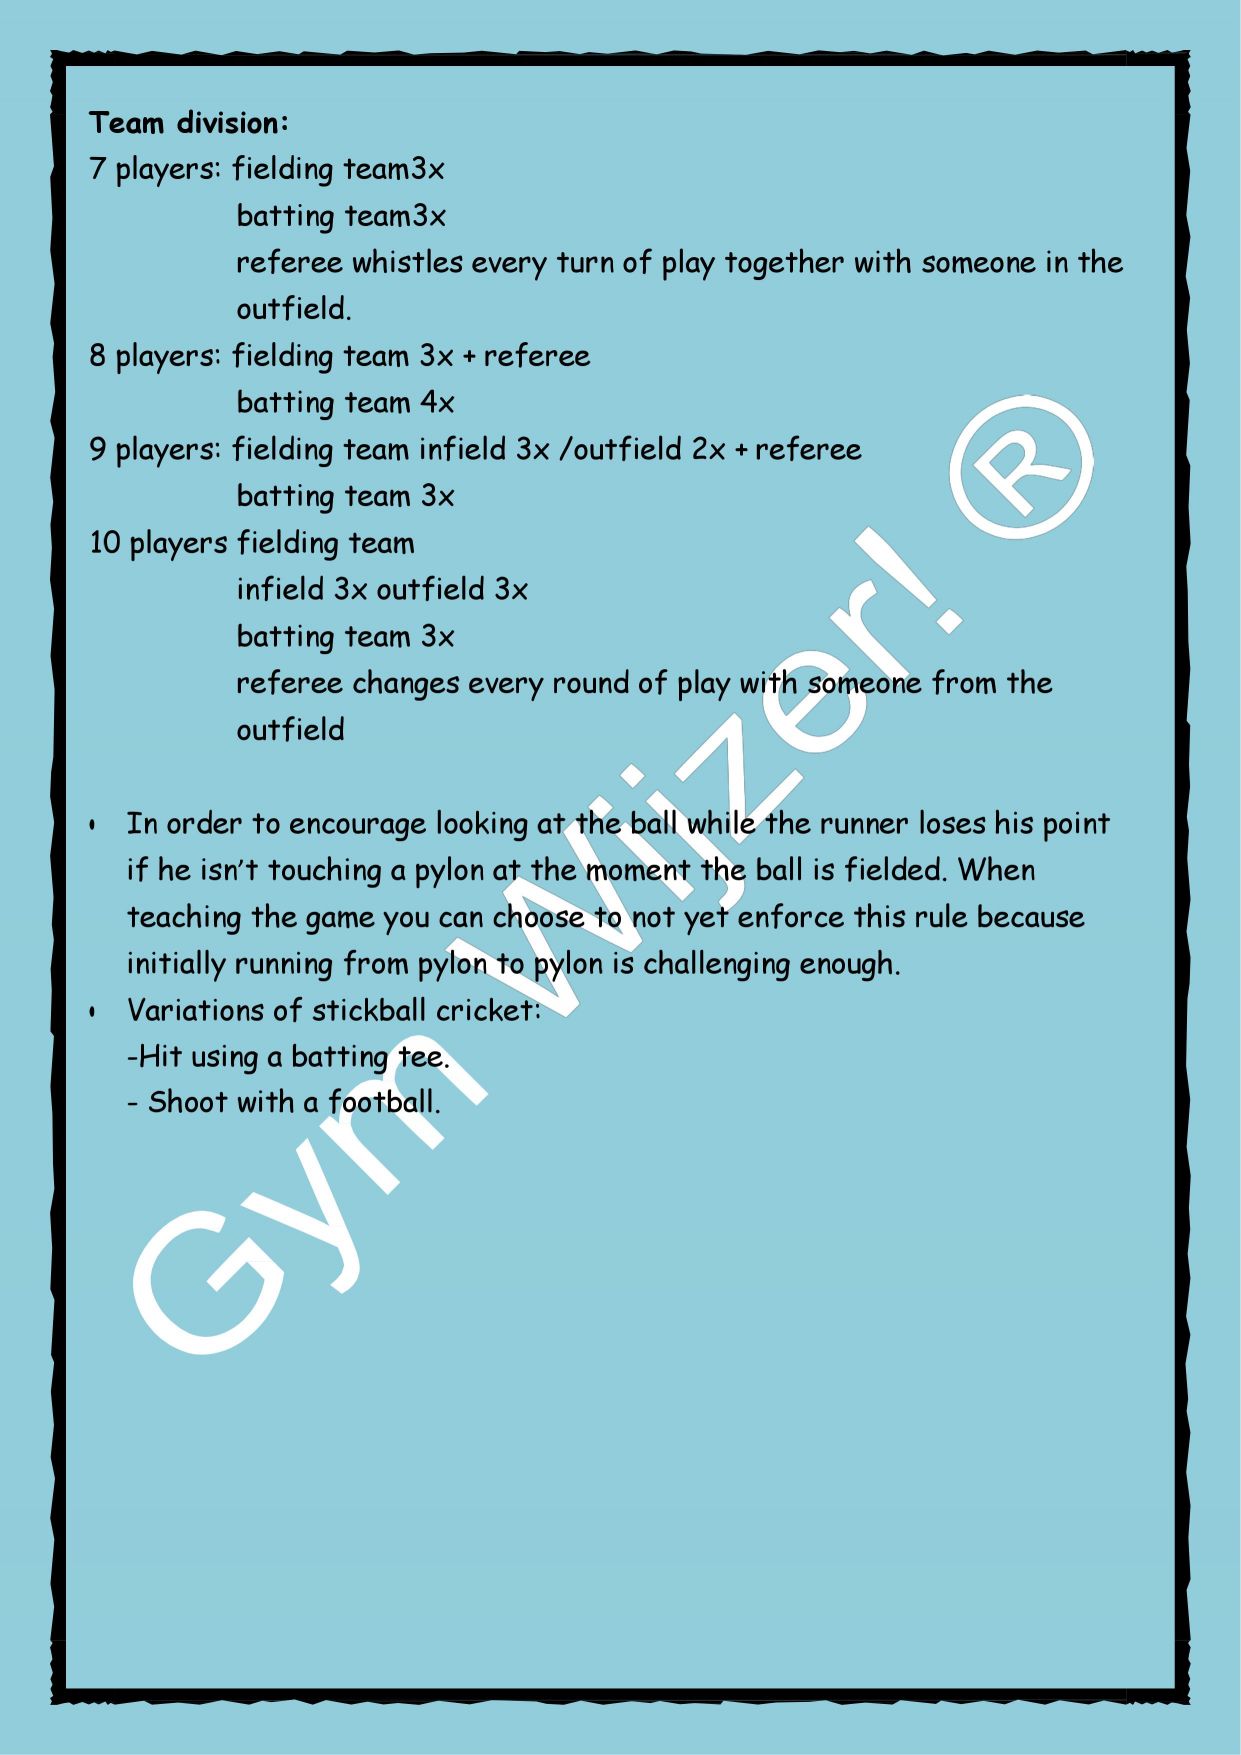 Team division:
7 players: fielding team3x
batting team3x
referee whistles every turn of play together with someone in the
outfield.
8 players: fielding team 3x + referee
batting team 4x
9 players: fielding team infield 3x /outfield 2x + referee
batting team 3x
10 players fielding team
infield 3x outfield 3x
batting team 3x
referee changes every round of play with someone from the
outfield
• In order to encourage looking at the ball while the runner loses his point
if he isn’t touching a pylon at the moment the ball is fielded. When
teaching the game you can choose to not yet enforce this rule because
initially running from pylon to pylon is challenging enough.
• Variations of stickball cricket:
-Hit using a batting tee.
- Shoot with a football.
Gym Wijzer! ®